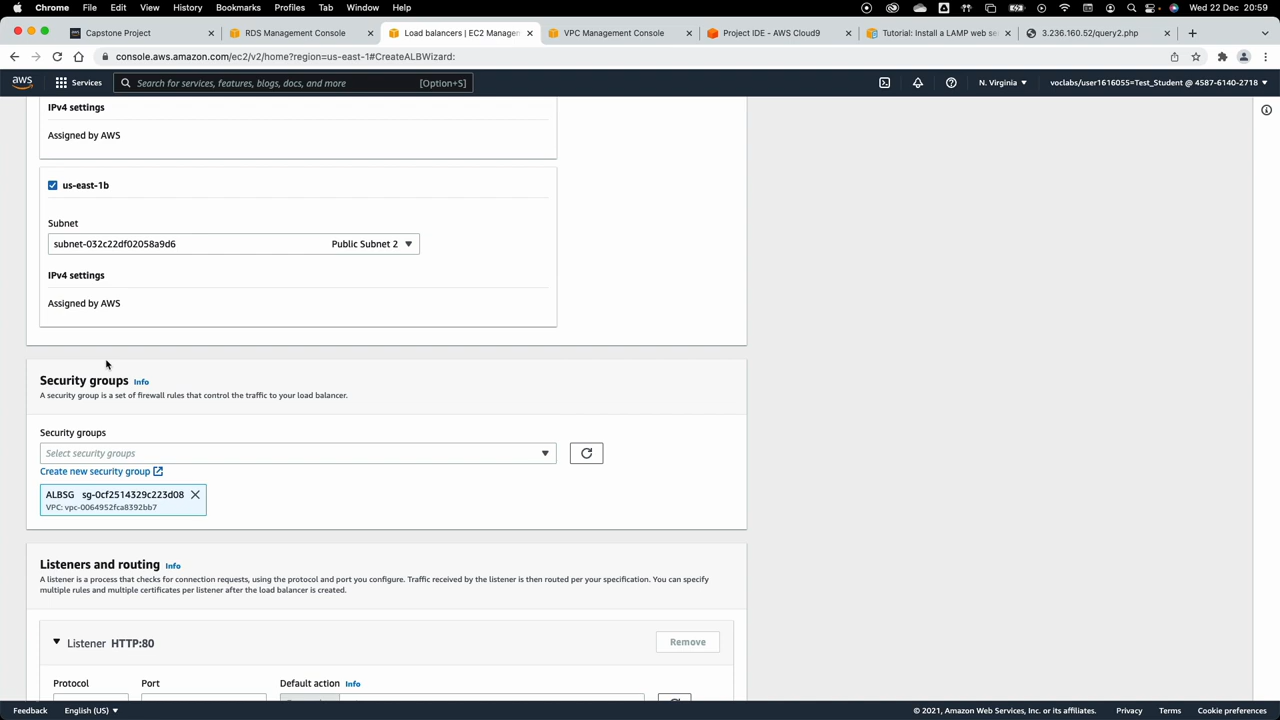 Chrome File Edit View History Bookmarks Profiles Tab Window Help Wed 22 Dec 20:59
Capstone Project RDS Management Console Load balancers | EC2 Manageme VPC Management Console Project IDE - AWS Cloud9 Tutorial: Install a LAMP web se 3.236.160.52/query2.php
console.aws.amazon.com/ec2/v2/home?region=us-east-1#CreateALBWizard:
aws Services Search for services, features, blogs, docs, and more [Option+S] N. Virginia voclabs/user1616055=Test_Student @ 4587-6140-2718
IPv4 settings
Assigned by AWS
us-east-1b
Subnet
subnet-032c22df02058a9d6 Public Subnet 2
IPv4 settings
Assigned by AWS
Security groups Info
A security group is a set of firewall rules that control the traffic to your load balancer.
Security groups
Select security groups
Create new security group
ALBSG sg-0cf2514329c223d08
VPC: vpc-0064952fca8392bb7
Listeners and routing Info
A listener is a process that checks for connection requests, using the protocol and port you configure. Traffic received by the listener is then routed per your specification. You can specify
multiple rules and multiple certificates per listener after the load balancer is created.
Listener HTTP:80 Remove
Protocol Port Default action Info
Feedback English (US) © 2021, Amazon Web Services, Inc. or its affiliates. Privacy Terms Cookie preferences